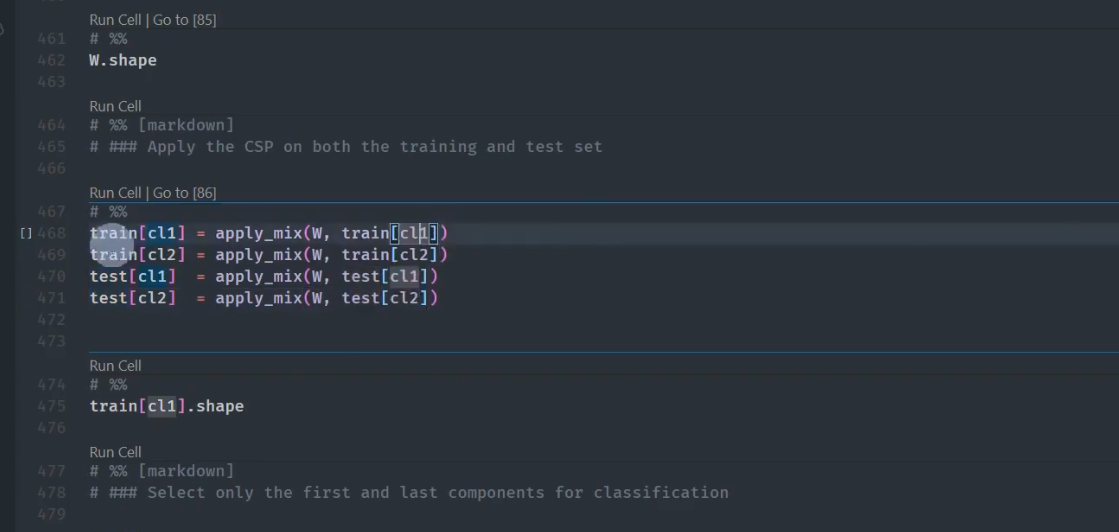 Run Cell | Go to [85]
461 # %%
462 W.shape
463
Run Cell
464 # %% [markdown]
465 # ### Apply the CSP on both the training and test set
466
Run Cell | Go to [86]
467 # %%
[] 468 train[cl1] = apply_mix(W, train[cl1])
469 train[cl2] = apply_mix(W, train[cl2])
470 test[cl1]  = apply_mix(W, test[cl1])
471 test[cl2]  = apply_mix(W, test[cl2])
472
473
Run Cell
474 # %%
475 train[cl1].shape
476
Run Cell
477 # %% [markdown]
478 # ### Select only the first and last components for classification
479